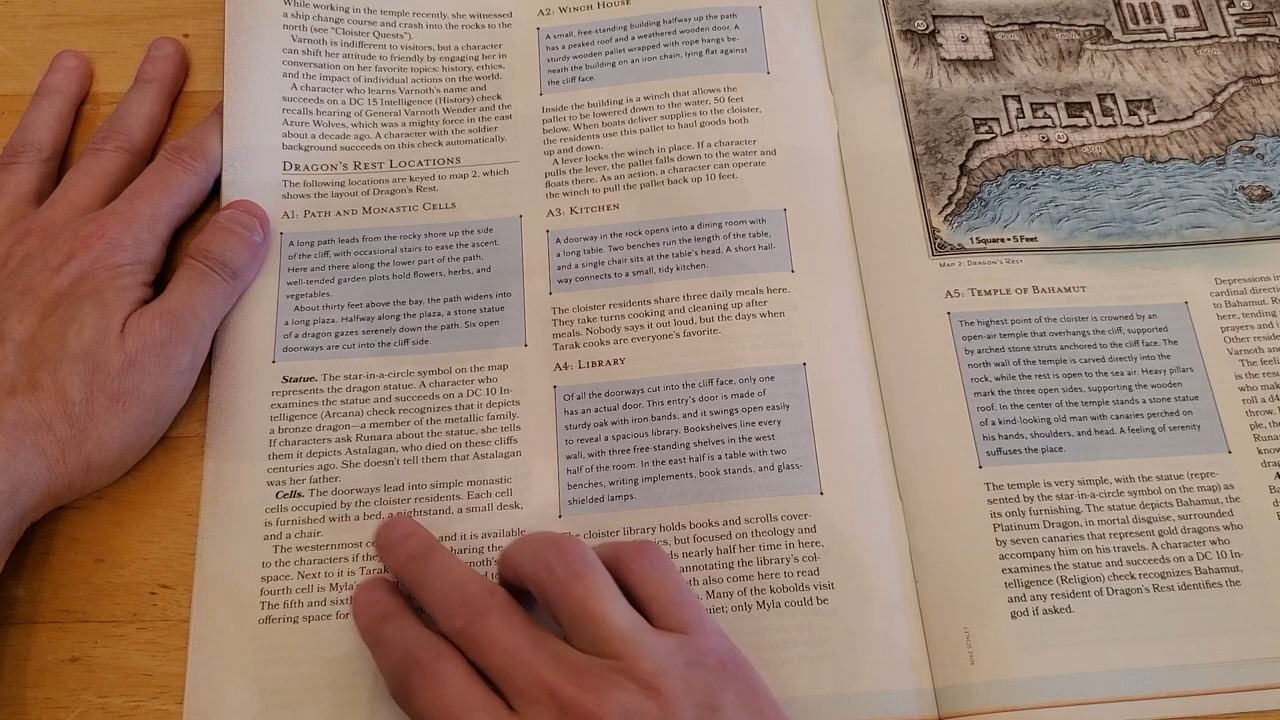 While working in the temple recently, she witnessed
a ship change course and crash into the rocks to the
north (see "Cloister Quests").
Varnoth is indifferent to visitors, but a character
can shift her attitude to friendly by engaging her in
conversation on her favorite topics: history, ethics,
and the impact of individual actions on the world.
A character who learns Varnoth's name and
succeeds on a DC 15 Intelligence (History) check
recalls hearing of General Varnoth Wender and the
Azure Wolves, which was a mighty force in the east
about a decade ago. A character with the soldier
background succeeds on this check automatically.
DRAGON'S REST LOCATIONS
The following locations are keyed to map 2, which
shows the layout of Dragon's Rest.
A1: PATH AND MONASTIC CELLS
A long path leads from the rocky shore up the side
of the cliff, with occasional stairs to ease the ascent.
Here and there along the lower part of the path,
well-tended garden plots hold flowers, herbs, and
vegetables.
About thirty feet above the bay, the path widens into
a long plaza. Halfway along the plaza, a stone statue
of a dragon gazes serenely down the path. Six open
doorways are cut into the cliff side.
Statue. The star-in-a-circle symbol on the map
represents the dragon statue. A character who
examines the statue and succeeds on a DC 10 In-
telligence (Arcana) check recognizes that it depicts
a bronze dragon—a member of the metallic family.
If characters ask Runara about the statue, she tells
them it depicts Astalagan, who died on these cliffs
centuries ago. She doesn't tell them that Astalagan
was her father.
Cells. The doorways lead into simple monastic
cells occupied by the cloister residents. Each cell
is furnished with a bed, a nightstand, a small desk,
and a chair.
The westernmost and it is available
to the characters if haring the
space. Next to it is Tarak
fourth cell is Myla's
The fifth and
offering space for
A2: WINCH HOUSE
A small, free-standing building halfway up the path
has a peaked roof and a weathered wooden door. A
sturdy wooden pallet wrapped with rope hangs be-
neath the building on an iron chain, lying flat against
the cliff face.
Inside the building is a winch that allows the
pallet to be lowered down to the water, 50 feet
below. When boats deliver supplies to the cloister,
the residents use this pallet to haul goods both
up and down.
A lever locks the winch in place. If a character
pulls the lever, the pallet falls down to the water and
floats there. As an action, a character can operate
the winch to pull the pallet back up 10 feet.
A3: KITCHEN
A doorway in the rock opens into a dining room with
a long table. Two benches run the length of the table,
and a single chair sits at the table's head. A short hall-
way connects to a small, tidy kitchen.
The cloister residents share three daily meals here.
They take turns cooking and cleaning up after
meals. Nobody says it out loud, but the days when
Tarak cooks are everyone's favorite.
A4: LIBRARY
Of all the doorways cut into the cliff face, only one
has an actual door. This entry's door is made of
sturdy oak with iron bands, and it swings open easily
to reveal a spacious library. Bookshelves line every
wall, with three free-standing shelves in the west
half of the room. In the east half is a table with two
benches, writing implements, book stands, and glass-
shielded lamps.
cloister library holds books and scrolls cover-
but focused on theology and
nearly half her time in here,
annotating the library's col-
also come here to read
Many of the kobolds visit
only Myla could be
A5
A3
A1
1 Square = 5 Feet
MAP 2: DRAGON'S REST
A5: TEMPLE OF BAHAMUT
The highest point of the cloister is crowned by an
open-air temple that overhangs the cliff, supported
by arched stone struts anchored to the cliff face. The
north wall of the temple is carved directly into the
rock, while the rest is open to the sea air. Heavy pillars
mark the three open sides, supporting the wooden
roof. In the center of the temple stands a stone statue
of a kind-looking old man with canaries perched on
his hands, shoulders, and head. A feeling of serenity
suffuses the place.
The temple is very simple, with the statue (repre-
sented by the star-in-a-circle symbol on the map) as
its only furnishing. The statue depicts Bahamut, the
Platinum Dragon, in mortal disguise, surrounded
by seven canaries that represent gold dragons who
accompany him on his travels. A character who
examines the statue and succeeds on a DC 10 In-
telligence (Religion) check recognizes Bahamut,
and any resident of Dragon's Rest identifies the
god if asked.
MIKE SCHLEY
Depressions
cardinal
to Bahamut.
here, tending
prayers and
Other
Varnoth
The
is the
who
roll a d4
throw.